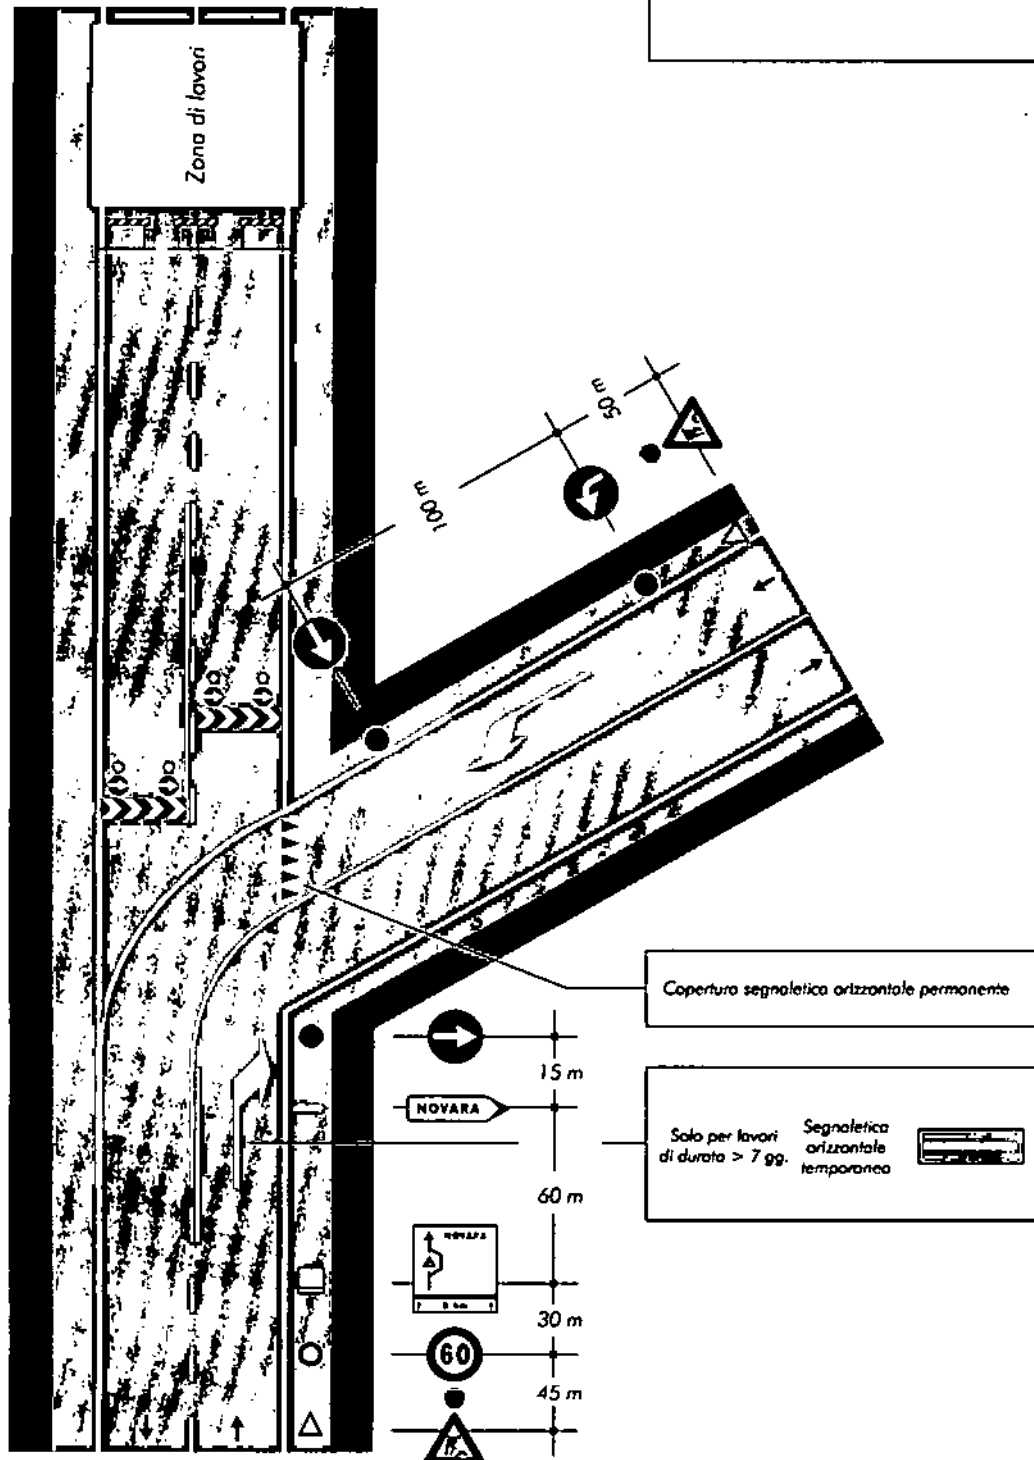 Zona di lavori
50 m
100 m
Copertura segnaletica orizzontale permanente
15 m
NOVARA
Solo per lavori
di durata > 7 gg.
Segnaletica
orizzontale
temporanea
60 m
NOVARA
30 m
60
45 m